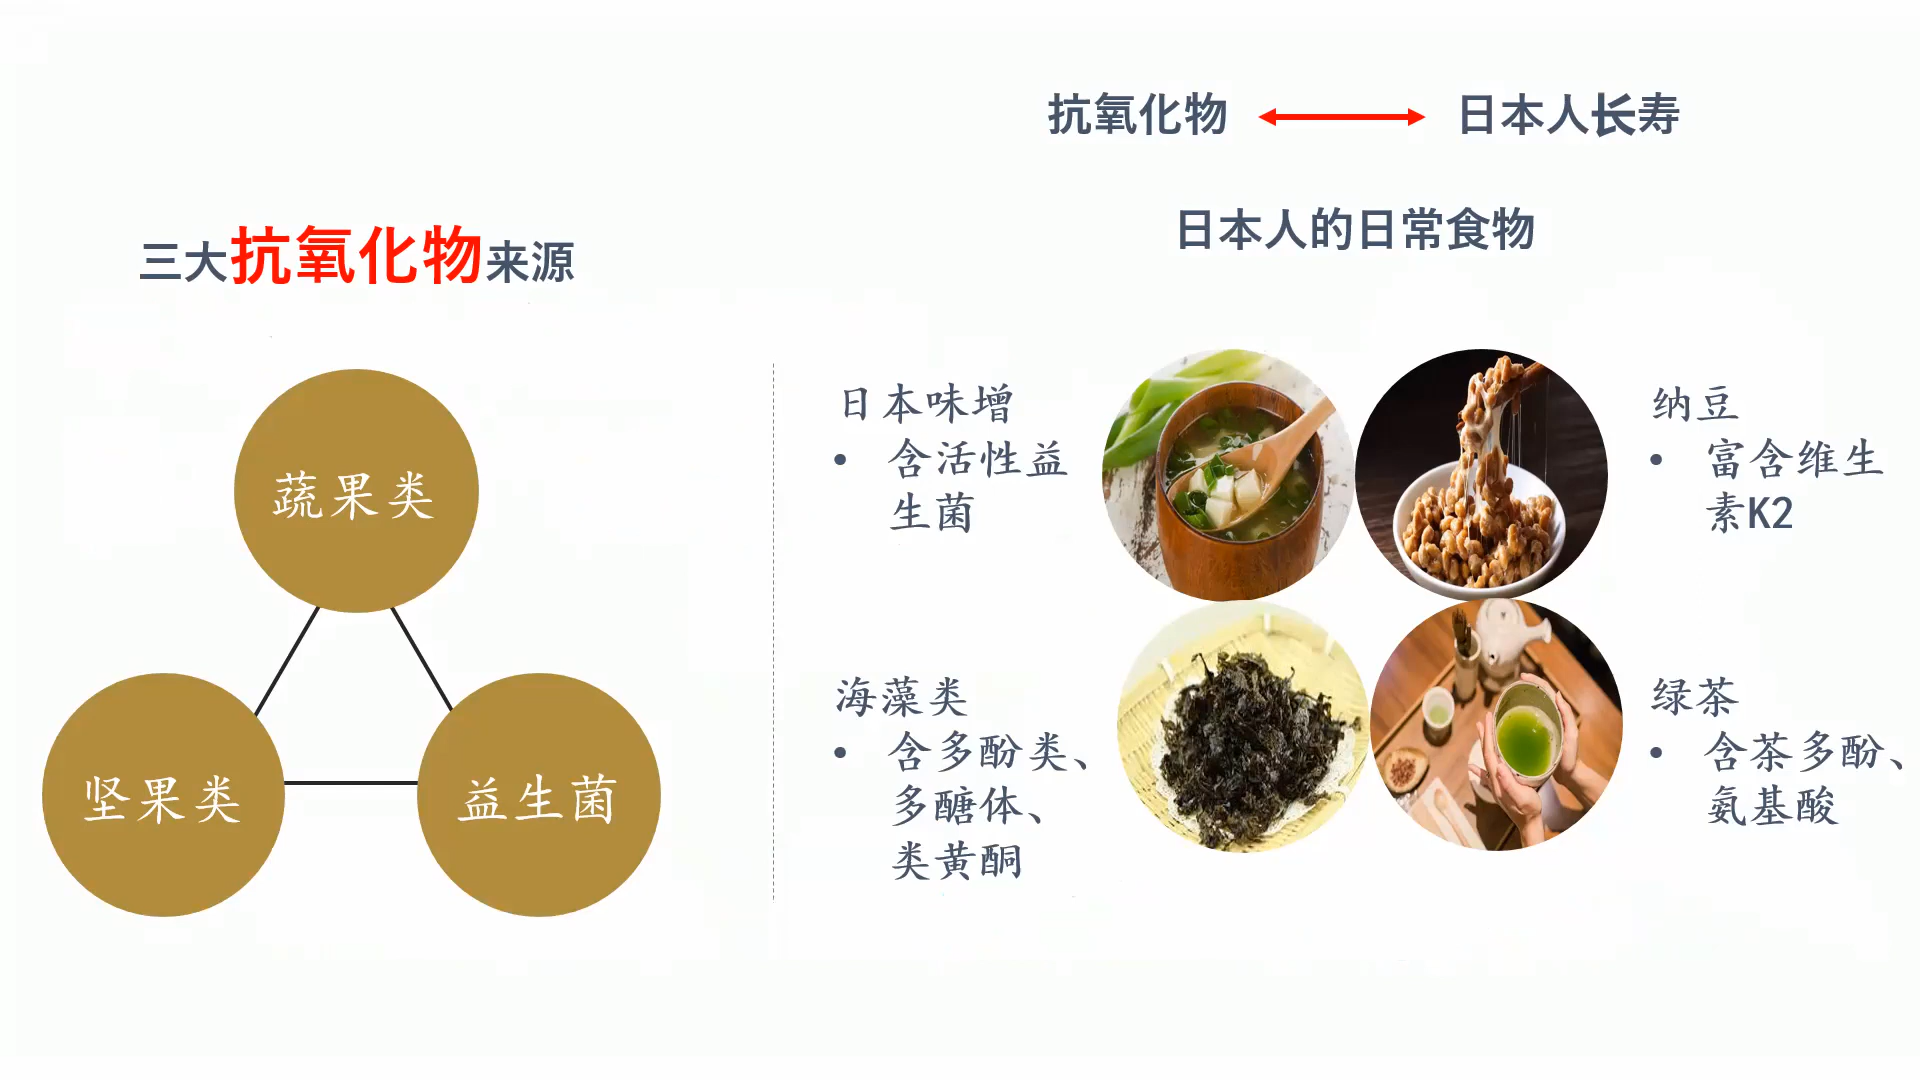 抗氧化物
日本人长寿
日本人的日常食物
三大抗氧化物来源
蔬果类
坚果类
益生菌
日本味增
• 含活性益
生菌
纳豆
• 富含维生
素K2
海藻类
• 含多酚类、
多醣体、
类黄酮
绿茶
• 含茶多酚、
氨基酸